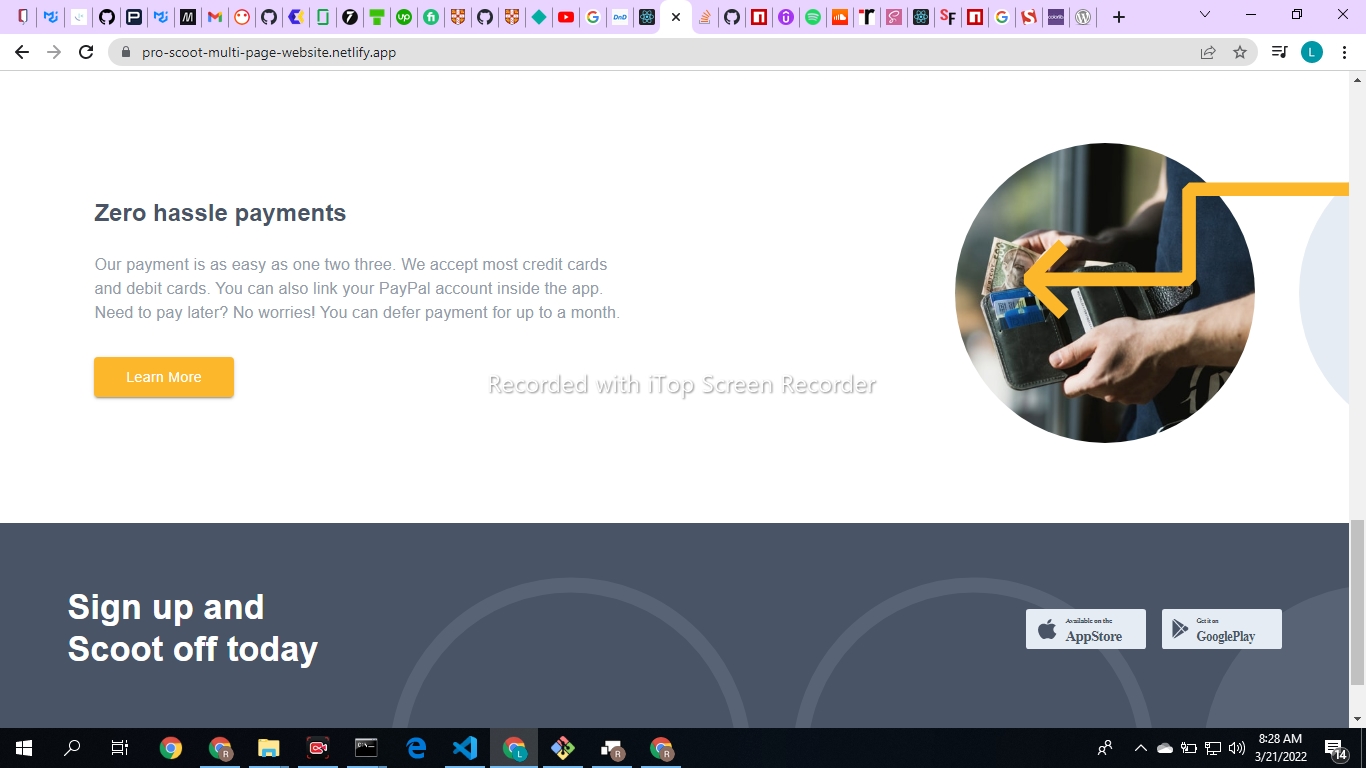 pro-scoot-multi-page-website.netlify.app
L
Zero hassle payments
Our payment is as easy as one two three. We accept most credit cards
and debit cards. You can also link your PayPal account inside the app.
Need to pay later? No worries! You can defer payment for up to a month.
Learn More
Recorded with iTop Screen Recorder
Sign up and
Scoot off today
Available on the
AppStore
Get it on
GooglePlay
8:28 AM
3/21/2022
14